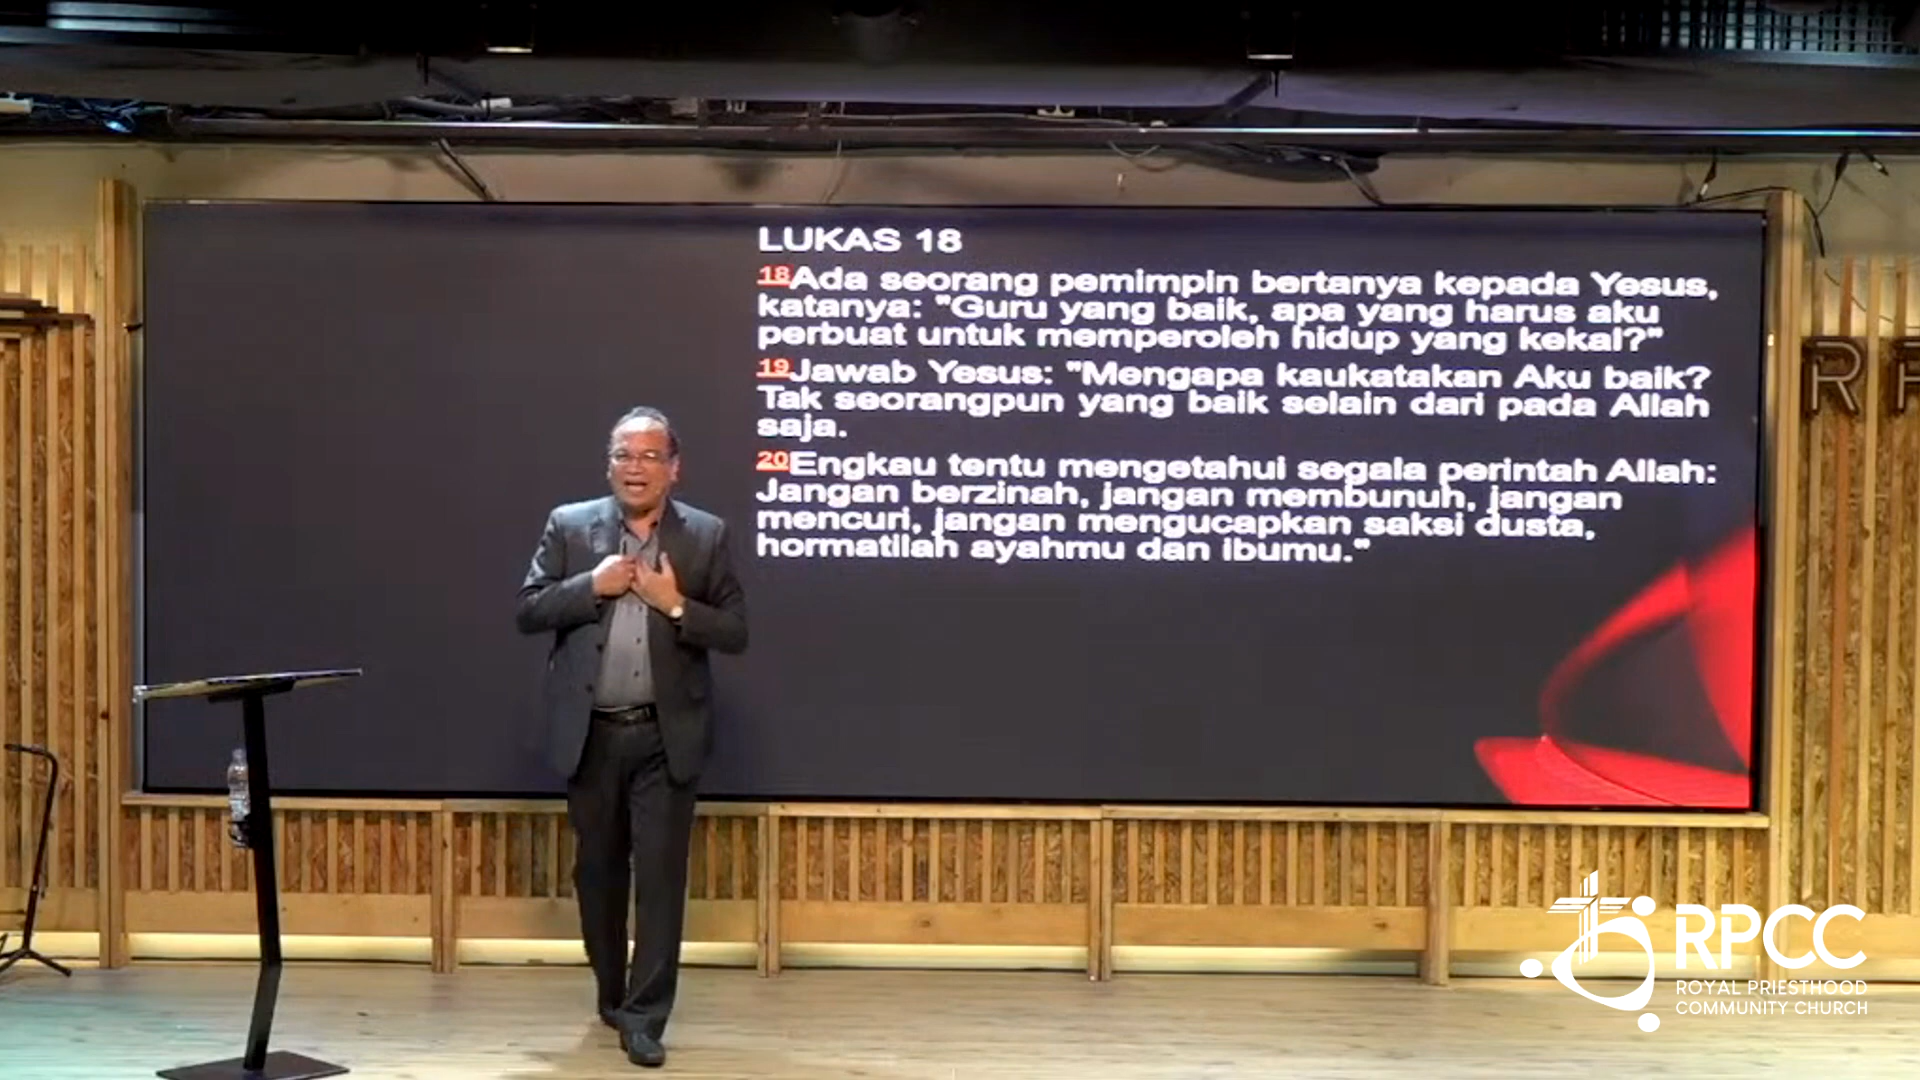 LUKAS 18
18Ada seorang pemimpin bertanya kepada Yesus,
katanya: "Guru yang baik, apa yang harus aku
perbuat untuk memperoleh hidup yang kekal?"
19Jawab Yesus: "Mengapa kaukatakan Aku baik?
Tak seorangpun yang baik selain dari pada Allah
saja.
20Engkau tentu mengetahui segala perintah Allah:
Jangan berzinah, jangan membunuh, jangan
mencuri, jangan mengucapkan saksi dusta,
hormatilah ayahmu dan ibumu."
RPCC
ROYAL PRIESTHOOD
COMMUNITY CHURCH